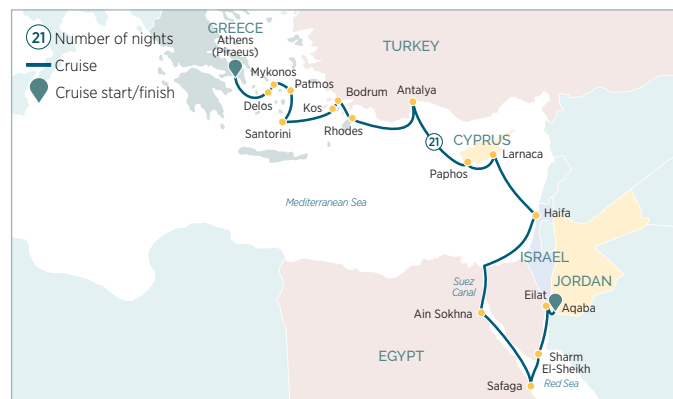 21 Number of nights
Cruise
Cruise start/finish
GREECE
Athens
(Piraeus)
TURKEY
Mykonos
Patmos
Delos
Kos
Bodrum
Antalya
Santorini
Rhodes
21
CYPRUS
Larnaca
Paphos
Mediterranean Sea
Haifa
ISRAEL
Suez
Canal
JORDAN
Eilat
Aqaba
Ain Sokhna
EGYPT
Sharm
El-Sheikh
Safaga
Red Sea